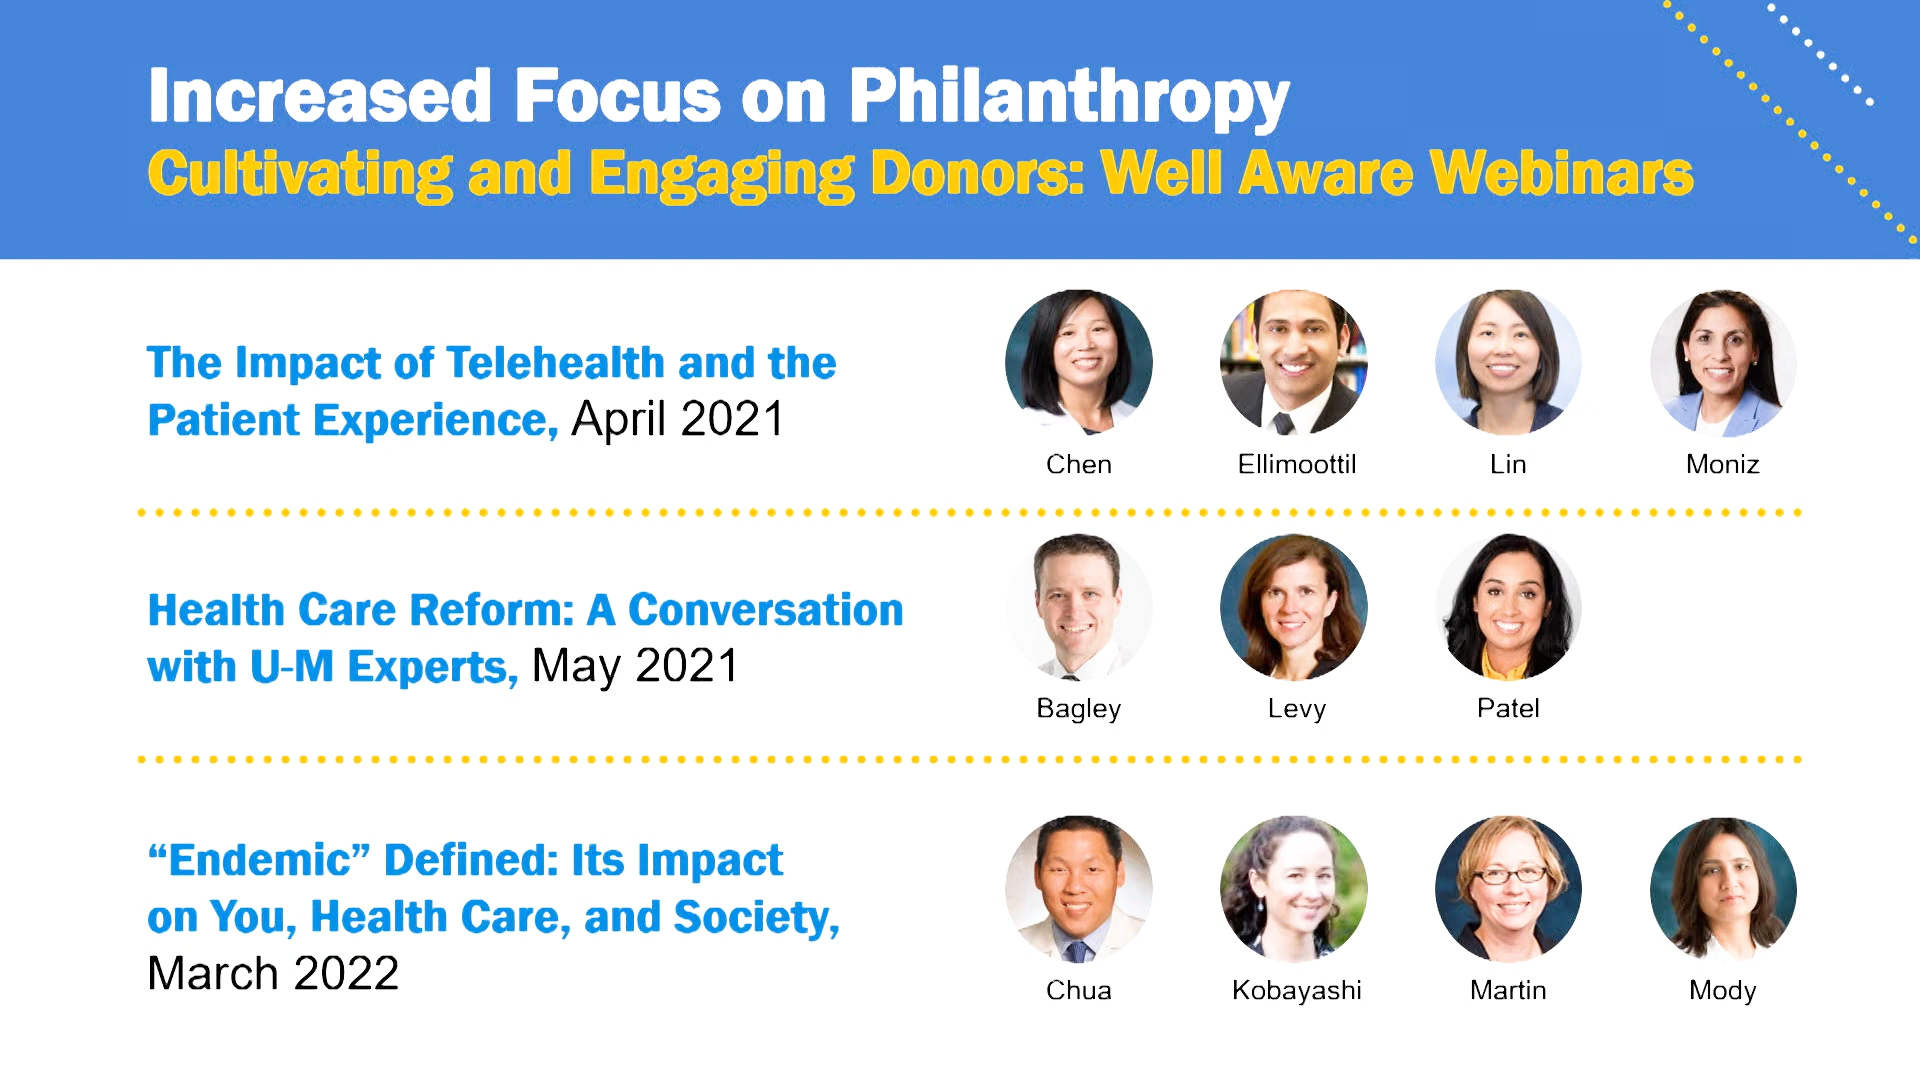 Increased Focus on Philanthropy
Cultivating and Engaging Donors: Well Aware Webinars
The Impact of Telehealth and the
Patient Experience, April 2021
Chen
Ellimoottil
Lin
Moniz
Health Care Reform: A Conversation
with U-M Experts, May 2021
Bagley
Levy
Patel
“Endemic” Defined: Its Impact
on You, Health Care, and Society,
March 2022
Chua
Kobayashi
Martin
Mody